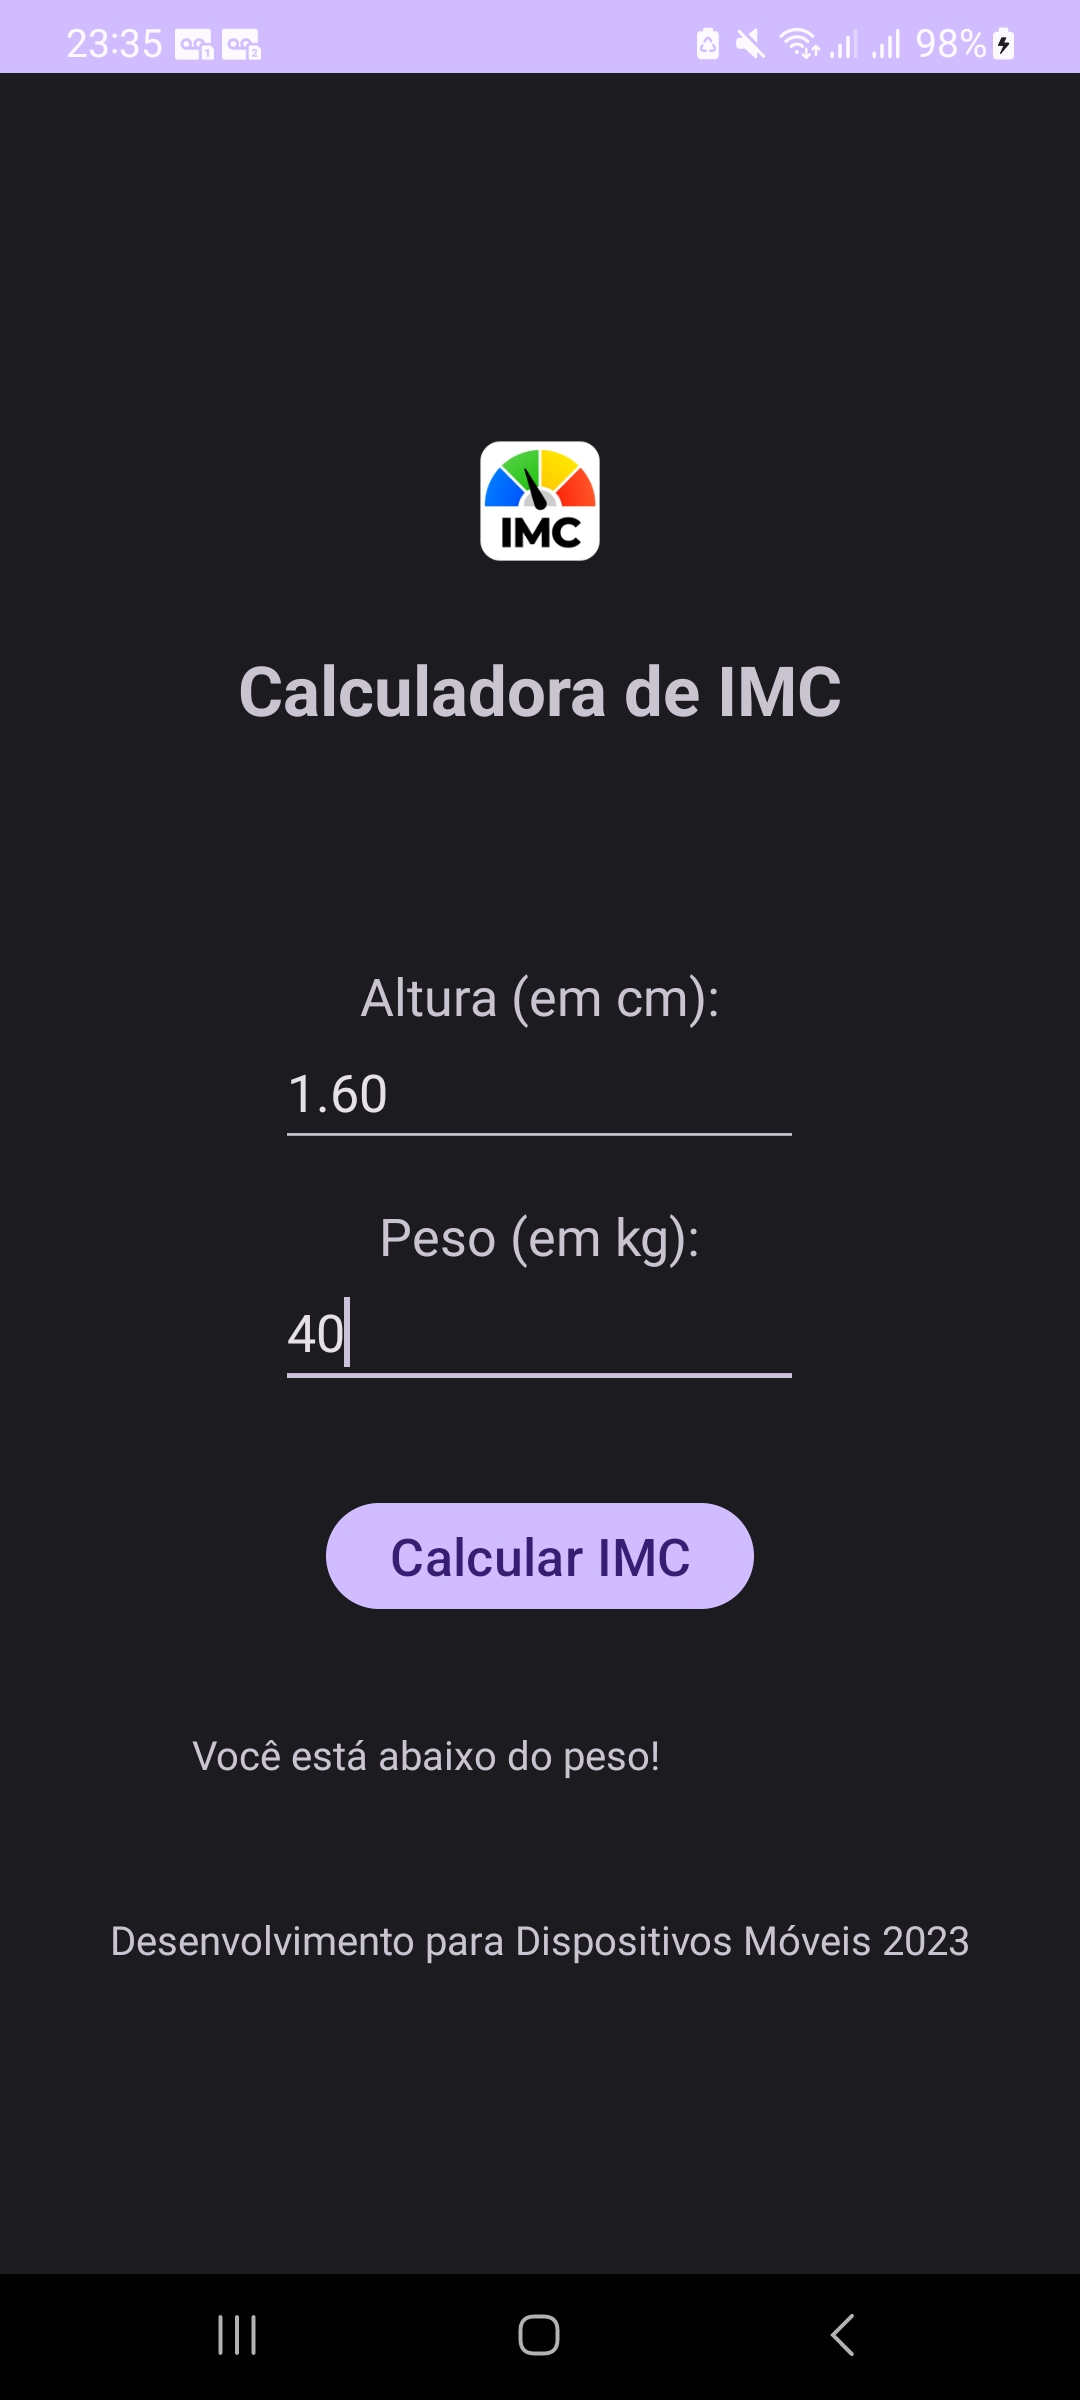 23:35
98%
IMC
Calculadora de IMC
Altura (em cm):
1.60
Peso (em kg):
40
Calcular IMC
Você está abaixo do peso!
Desenvolvimento para Dispositivos Móveis 2023